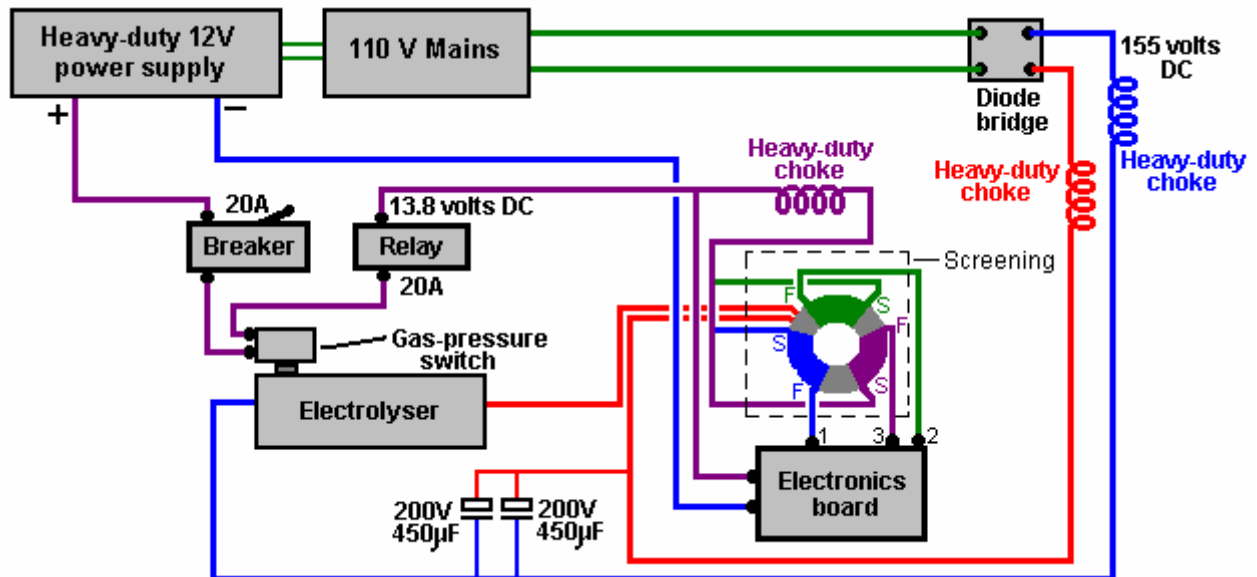 Heavy-duty 12V
power supply
110 V Mains
155 volts
DC
Diode
bridge
+
−
Heavy-duty
choke
Heavy-duty
choke
Heavy-duty
choke
20A
13.8 volts DC
Breaker
Relay
Screening
20A
F
S
F
S
S
F
Gas-pressure
switch
Electrolyser
1
3
2
Electronics
board
200V
450µF
200V
450µF